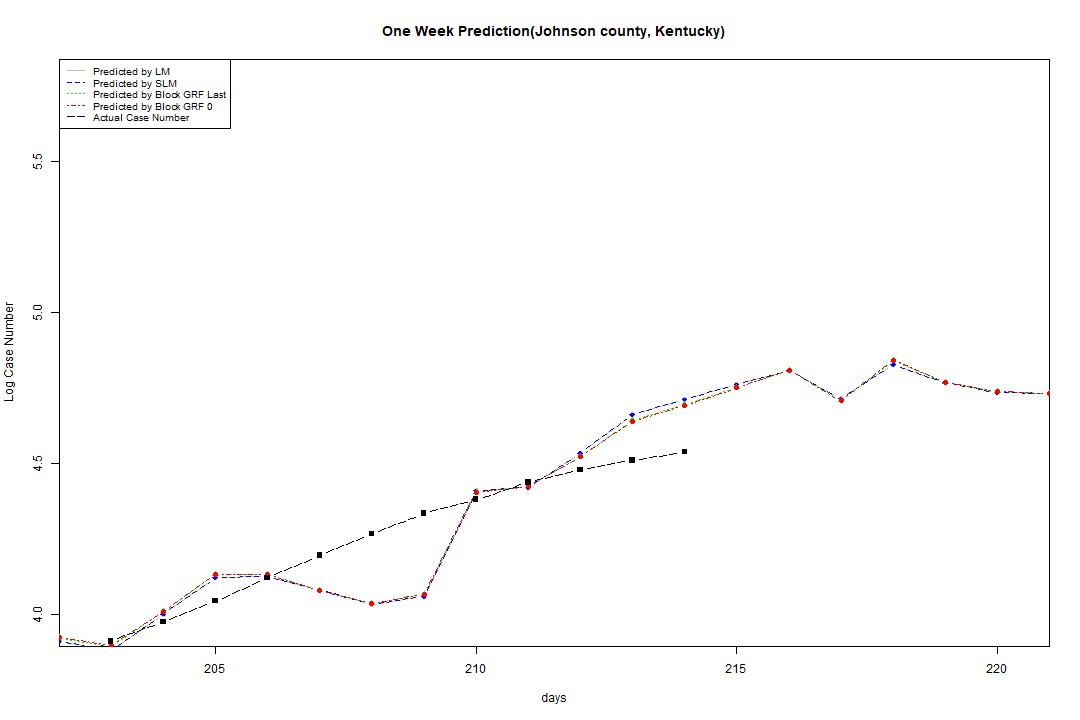 One Week Prediction(Johnson county, Kentucky)
Predicted by LM
Predicted by SLM
Predicted by Block GRF Last
Predicted by Block GRF 0
Actual Case Number
5.5
5.0
4.5
4.0
Log Case Number
205 210 215 220
days